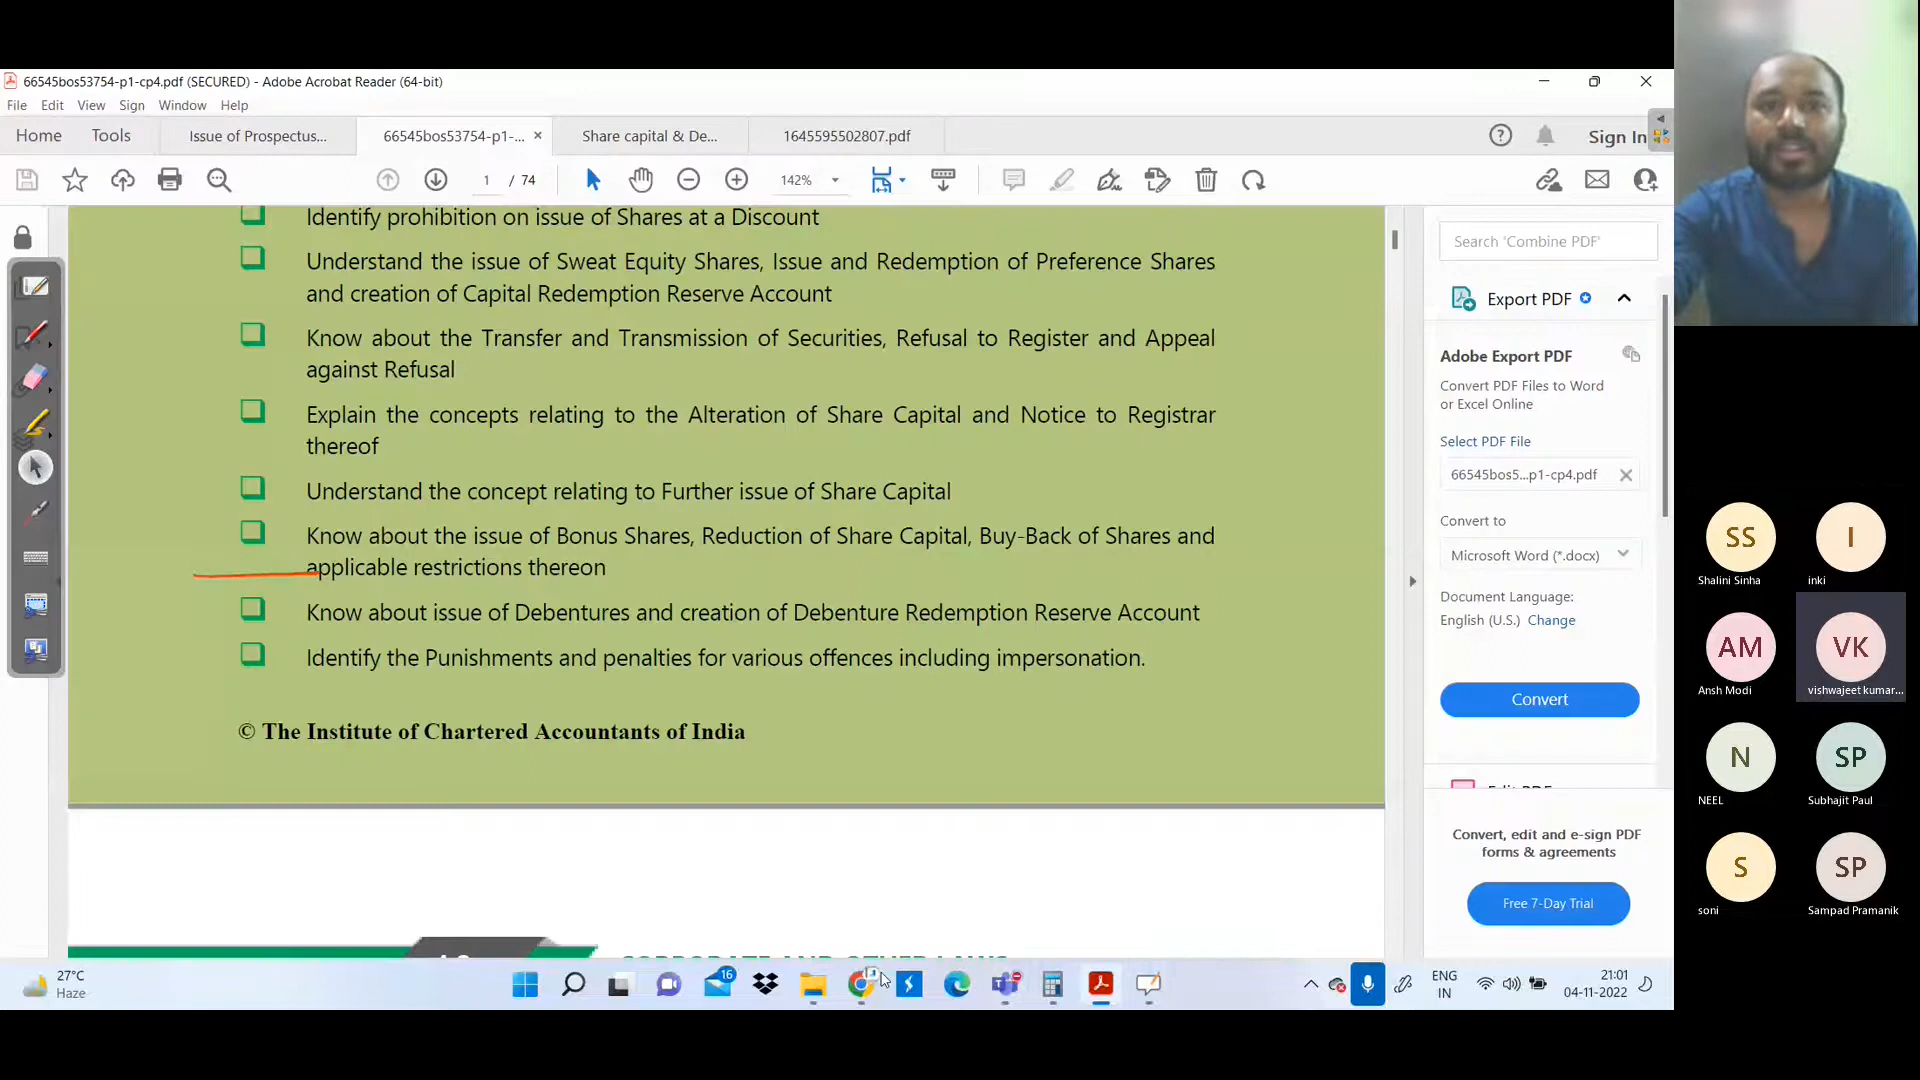 66545bos53754-p1-cp4.pdf (SECURED) - Adobe Acrobat Reader (64-bit)
File Edit View Sign Window Help
Home Tools Issue of Prospectus... 66545bos53754-p1-... × Share capital & De... 1645595502807.pdf Sign In
1 / 74 142%
Identify prohibition on issue of Shares at a Discount
Understand the issue of Sweat Equity Shares, Issue and Redemption of Preference Shares
and creation of Capital Redemption Reserve Account
Know about the Transfer and Transmission of Securities, Refusal to Register and Appeal
against Refusal
Explain the concepts relating to the Alteration of Share Capital and Notice to Registrar
thereof
Understand the concept relating to Further issue of Share Capital
Know about the issue of Bonus Shares, Reduction of Share Capital, Buy-Back of Shares and
applicable restrictions thereon
Know about issue of Debentures and creation of Debenture Redemption Reserve Account
Identify the Punishments and penalties for various offences including impersonation.
© The Institute of Chartered Accountants of India
Search 'Combine PDF'
Export PDF
Adobe Export PDF
Convert PDF Files to Word
or Excel Online
Select PDF File
66545bos5...p1-cp4.pdf
Convert to
Microsoft Word (*.docx)
Document Language:
English (U.S.) Change
Convert
Convert, edit and e-sign PDF
forms & agreements
Free 7-Day Trial
SS
Shalini Sinha
I
inki
AM
Ansh Modi
VK
vishwajeet kumar...
N
NEEL
SP
Subhajit Paul
S
soni
SP
Sampad Pramanik
27°C
Haze
16
ENG
IN
21:01
04-11-2022